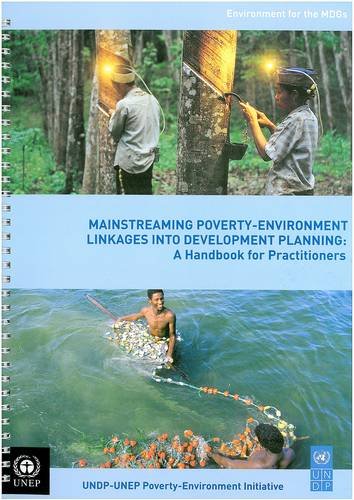 Environment for the MDGs
MAINSTREAMING POVERTY-ENVIRONMENT
LINKAGES INTO DEVELOPMENT PLANNING:
A Handbook for Practitioners
UNEP
UNDP-UNEP Poverty-Environment Initiative
U N
D P